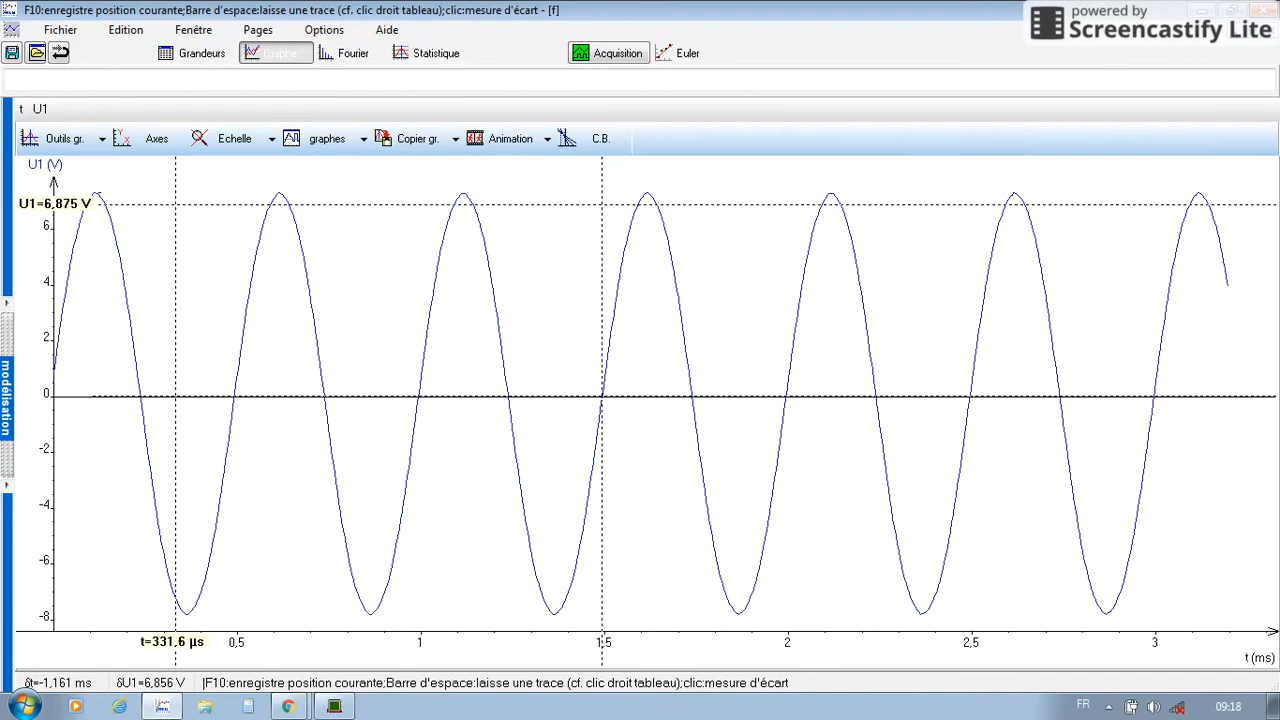 F10:enregistre position courante;Barre d'espace:laisse une trace (cf. clic droit tableau);clic:mesure d'écart - [f]
powered by
Screencastify Lite
Fichier Edition Fenêtre Pages Options Aide
Grandeurs Graphe Fourier Statistique Acquisition Euler
t U1
Outils gr. Axes Echelle graphes Copier gr. Animation C.B.
U1 (V)
U1=6,875 V
6
4
2
0
-2
-4
-6
-8
modélisation
t=331,6 µs 0,5 1 1,5 2 2,5 3
t (ms)
δt=-1,161 ms δU1=6,856 V F10:enregistre position courante;Barre d'espace:laisse une trace (cf. clic droit tableau);clic:mesure d'écart
FR 09:18